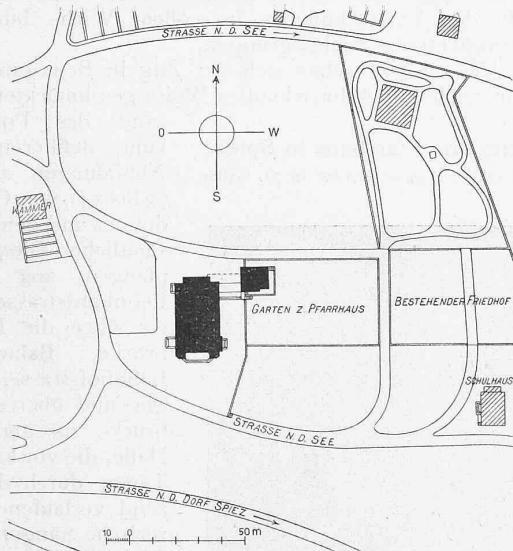 STRASSE N. D. SEE
N
O W
S
KAMMER
GARTEN Z. PFARRHAUS
BESTEHENDER FRIEDHOF
SCHULHAUS
STRASSE N. D. SEE
STRASSE N. D. DORF SPIEZ
10 0 50 m